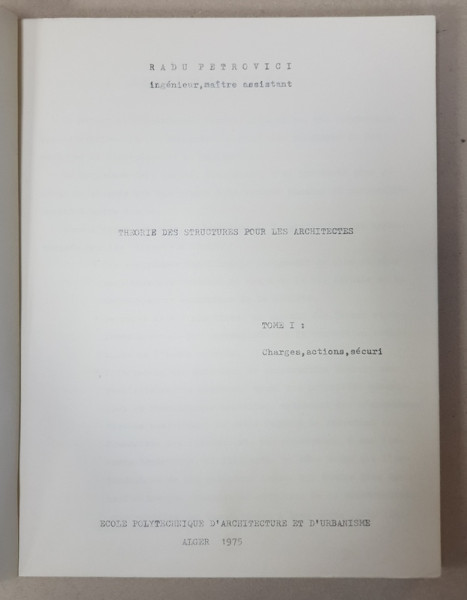 RADU PETROVICI
ingénieur,maître assistant
THEORIE DES STRUCTURES POUR LES ARCHITECTES
TOME I :
Charges,actions,sécuri
ECOLE POLYTECHNIQUE D'ARCHITECTURE ET D'URBANISME
ALGER 1975